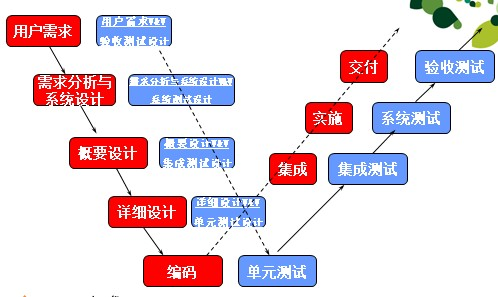 用户需求
用户需求V&V
验收测试设计
交付
验收测试
需求分析与
系统设计
需求分析与系统设计V&V
系统测试设计
实施
系统测试
概要设计
概要设计V&V
集成测试设计
集成
集成测试
详细设计
详细设计V&V
单元测试设计
编码
单元测试